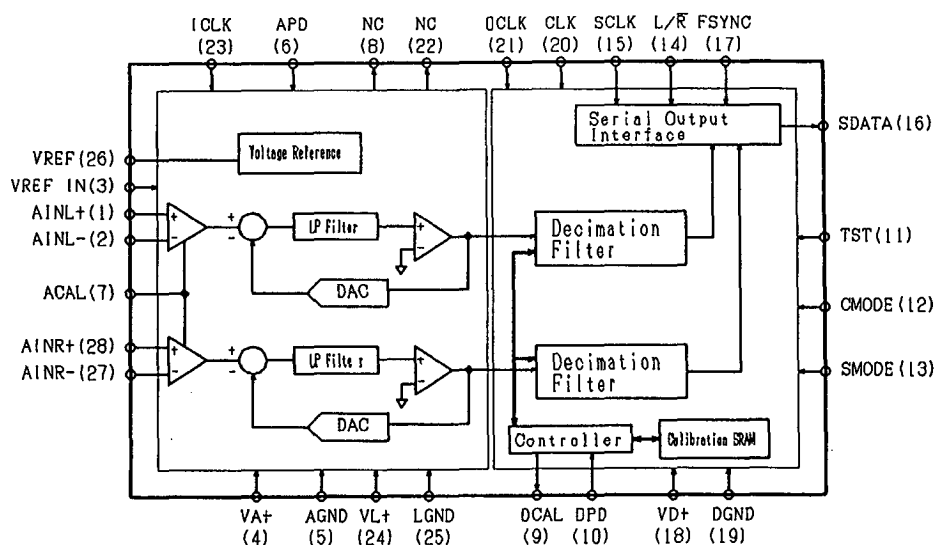 ICLK APD NC NC OCLK CLK SCLK L/R̅ FSYNC
(23) (6) (8) (22) (21) (20) (15) (14) (17)
Serial Output
Interface
SDATA(16)
Voltage Reference
VREF(26)
VREF IN(3)
AINL+(1)
AINL-(2)
+
-
+
-
LP Filter
+
-
Decimation
Filter
TST(11)
DAC
ACAL(7)
CMODE(12)
AINR+(28)
AINR-(27)
+
-
+
-
LP Filter
+
-
Decimation
Filter
SMODE(13)
DAC
Controller
Calibration SRAM
VA+ AGND VL+ LGND DCAL DPD VD+ DGND
(4) (5) (24) (25) (9) (10) (18) (19)